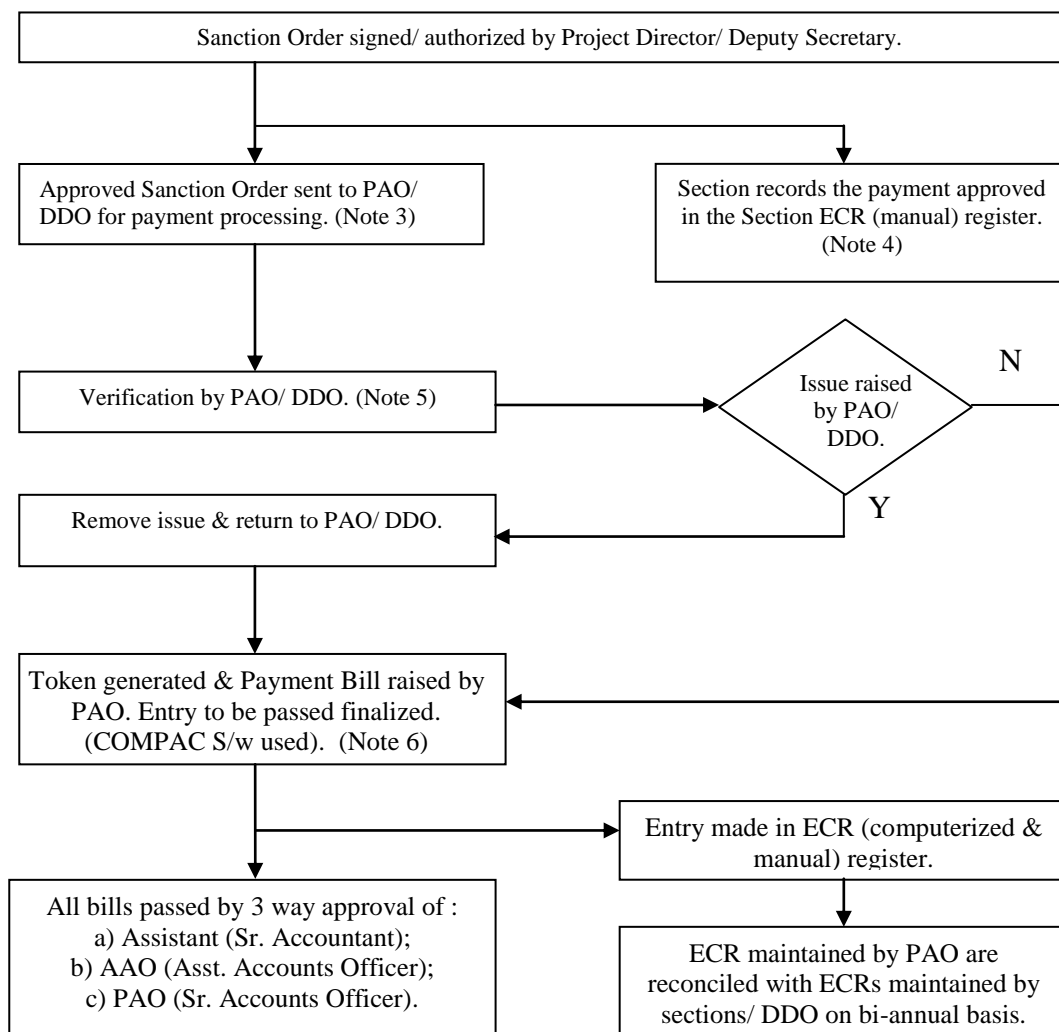 Sanction Order signed/ authorized by Project Director/ Deputy Secretary.
Approved Sanction Order sent to PAO/
DDO for payment processing. (Note 3)
Section records the payment approved
in the Section ECR (manual) register.
(Note 4)
Verification by PAO/ DDO. (Note 5)
Issue raised
by PAO/
DDO.
N
Y
Remove issue & return to PAO/ DDO.
Token generated & Payment Bill raised by
PAO. Entry to be passed finalized.
(COMPAC S/w used).  (Note 6)
Entry made in ECR (computerized &
manual) register.
All bills passed by 3 way approval of :
a) Assistant (Sr. Accountant);
b) AAO (Asst. Accounts Officer);
c) PAO (Sr. Accounts Officer).
ECR maintained by PAO are
reconciled with ECRs maintained by
sections/ DDO on bi-annual basis.